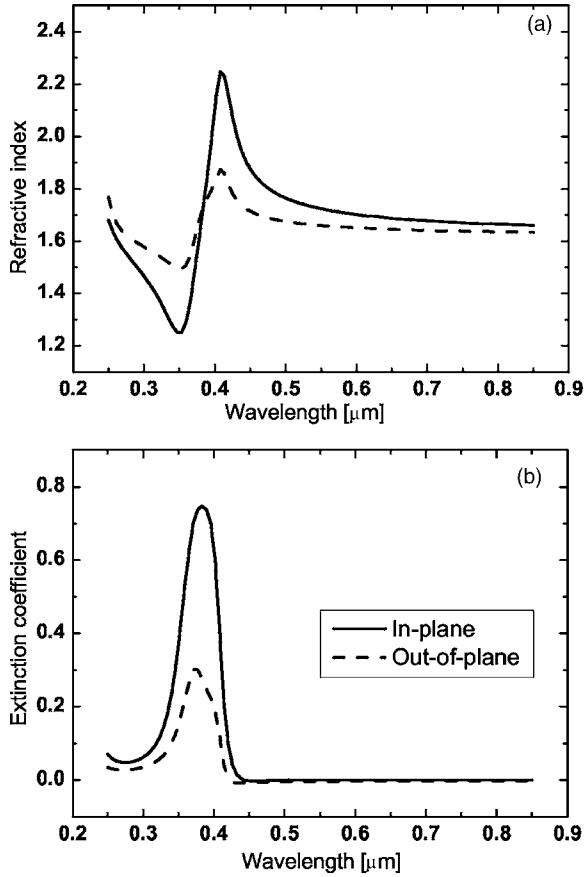 (a)
2.4
2.2
2.0
1.8
1.6
1.4
1.2
Refractive index
0.2 0.3 0.4 0.5 0.6 0.7 0.8 0.9
Wavelength [μm]
(b)
0.8
0.6
0.4
0.2
0.0
Extinction coefficient
In-plane
Out-of-plane
0.2 0.3 0.4 0.5 0.6 0.7 0.8 0.9
Wavelength [μm]